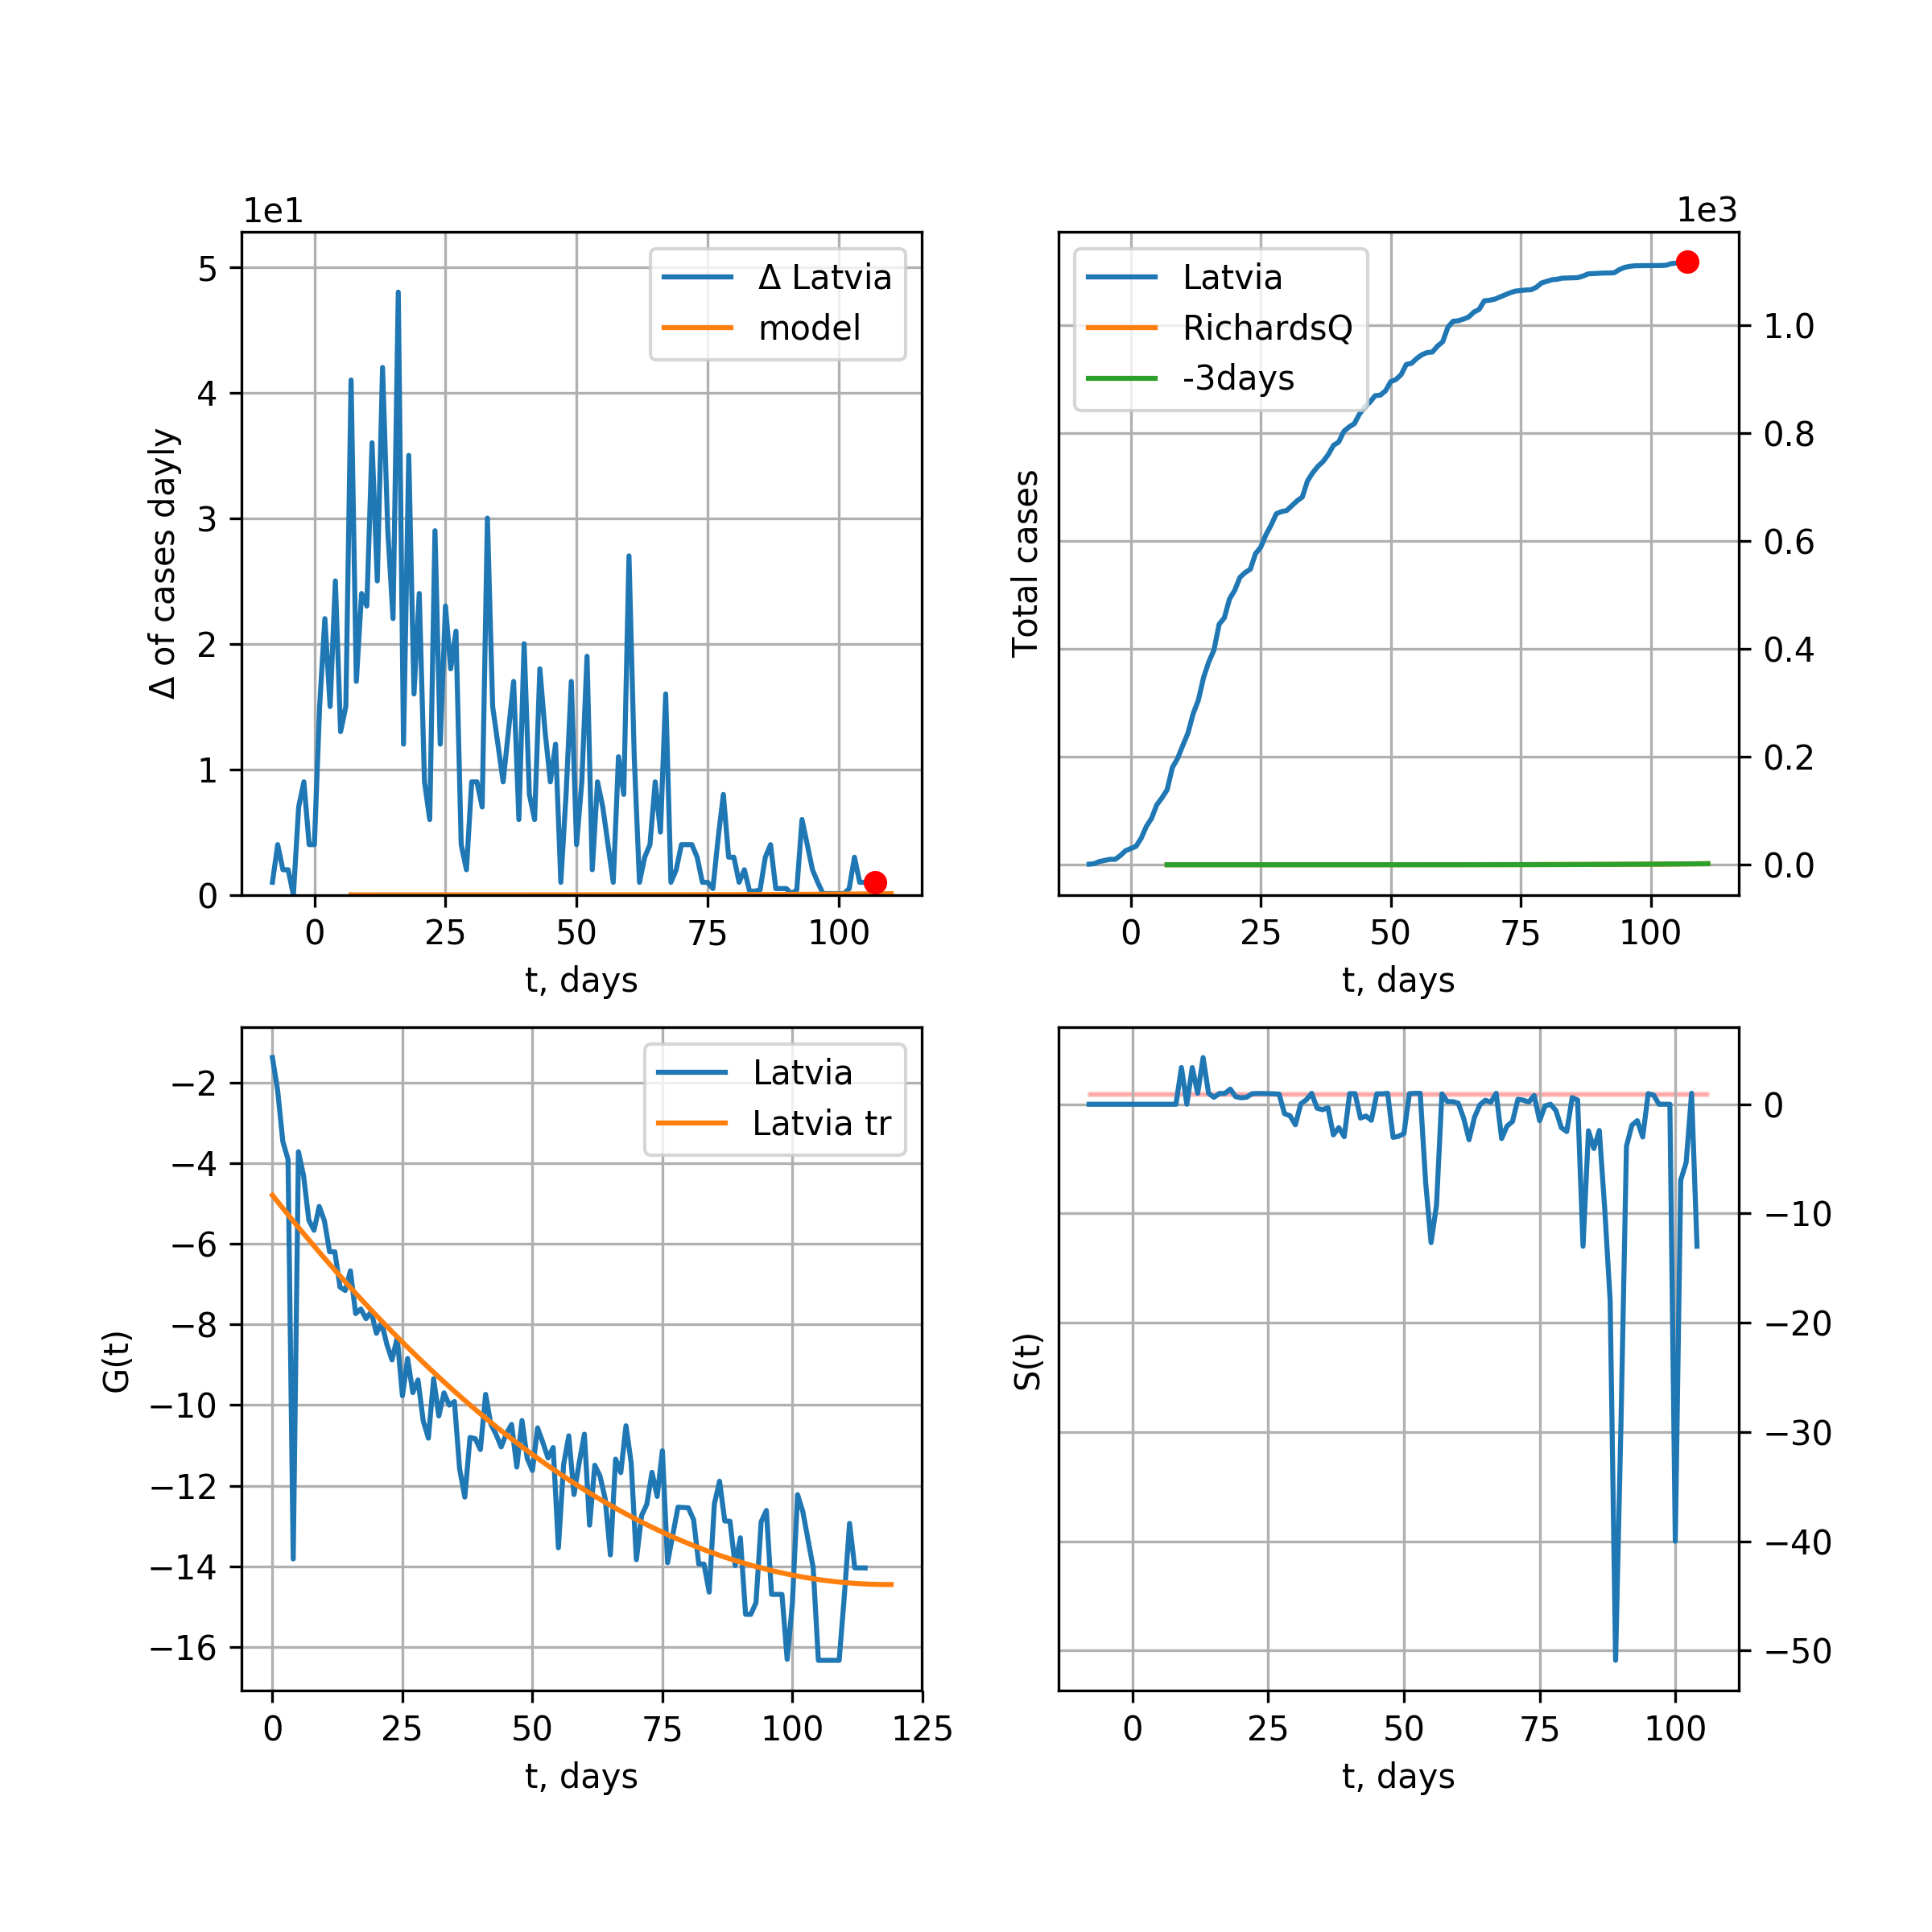 1e1
Δ of cases dayly
5
4
3
2
1
0
0 25 50 75 100
t, days
Δ Latvia
model
1e3
Total cases
1.0
0.8
0.6
0.4
0.2
0.0
0 25 50 75 100
t, days
Latvia
RichardsQ
-3days
G(t)
−2
−4
−6
−8
−10
−12
−14
−16
0 25 50 75 100 125
t, days
Latvia
Latvia tr
S(t)
0
−10
−20
−30
−40
−50
0 25 50 75 100
t, days